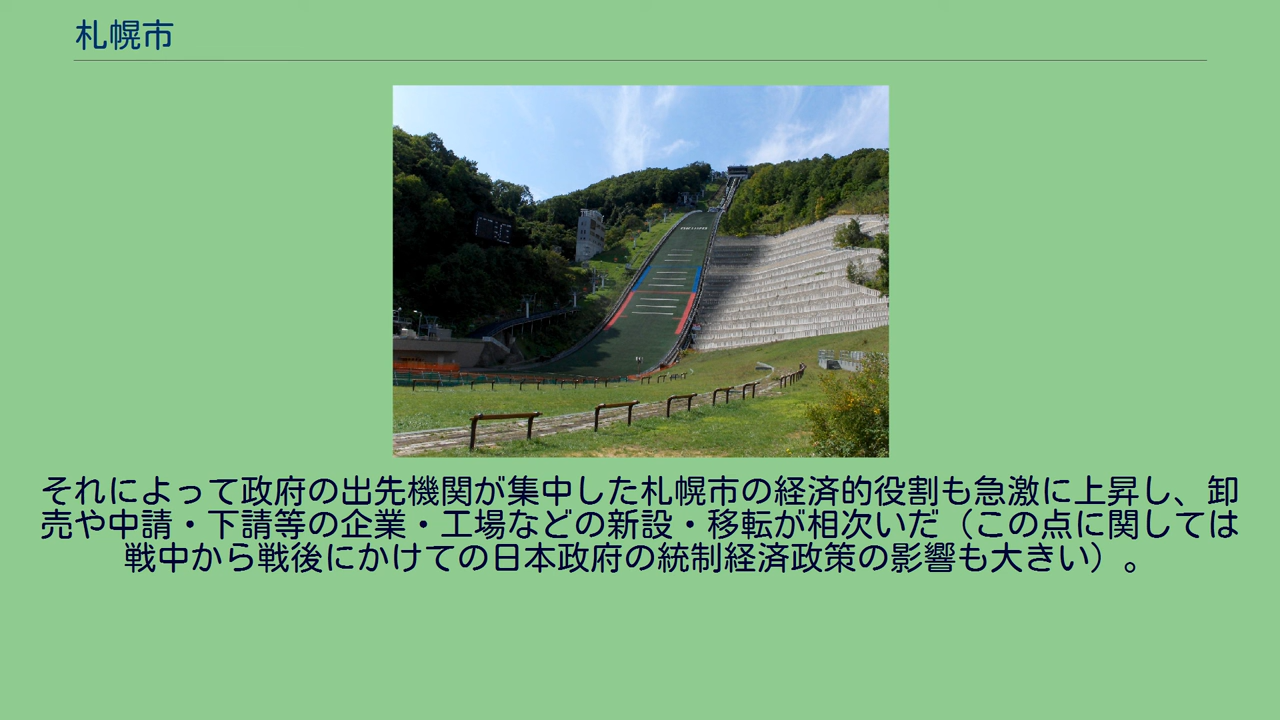 札幌市
それによって政府の出先機関が集中した札幌市の経済的役割も急激に上昇し、卸
売や中請・下請等の企業・工場などの新設・移転が相次いだ（この点に関しては
戦中から戦後にかけての日本政府の統制経済政策の影響も大きい）。